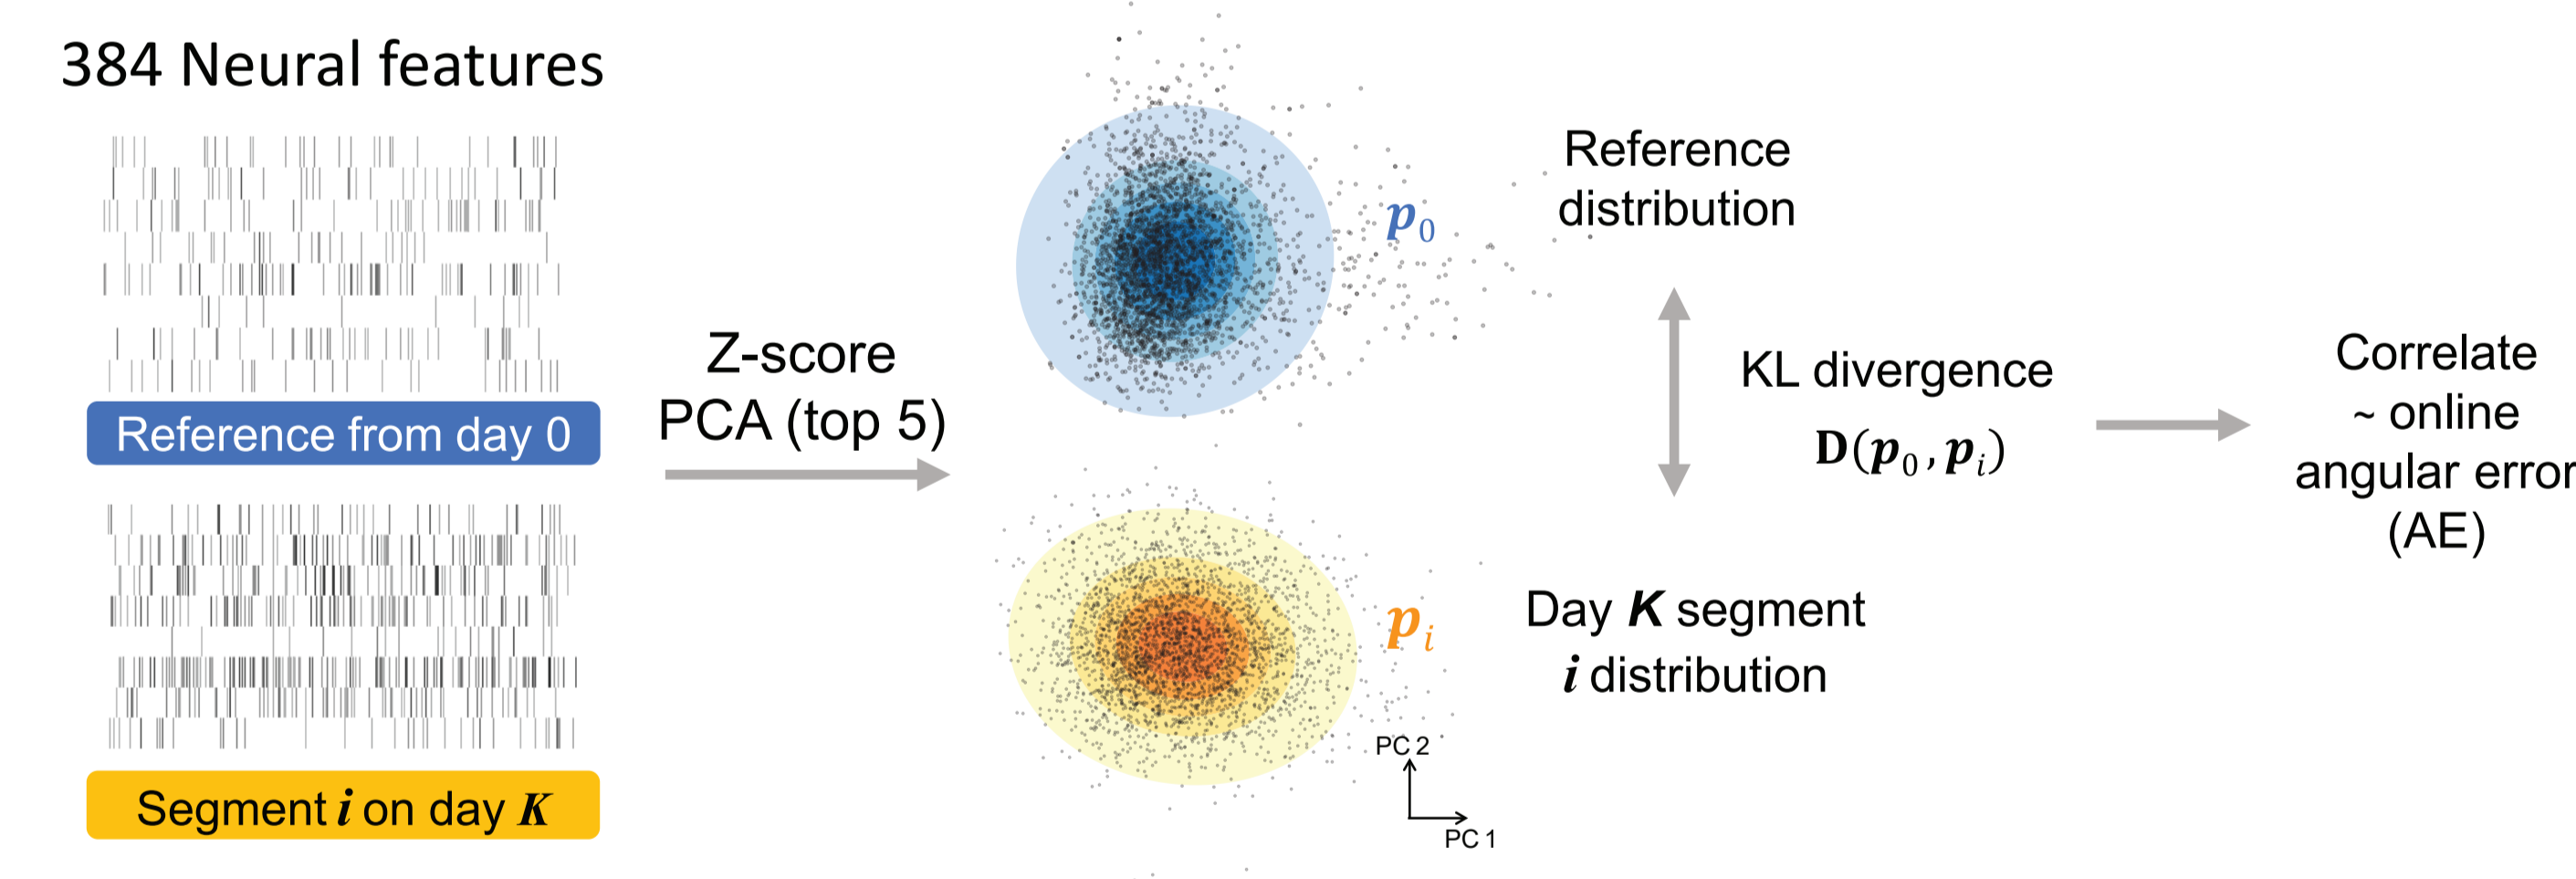 384 Neural features
Reference from day 0
Segment i on day K
Z-score
PCA (top 5)
p0
pi
PC 2
PC 1
Reference
distribution
KL divergence
D(p0, pi)
Day K segment
i distribution
Correlate
~ online
angular error
(AE)